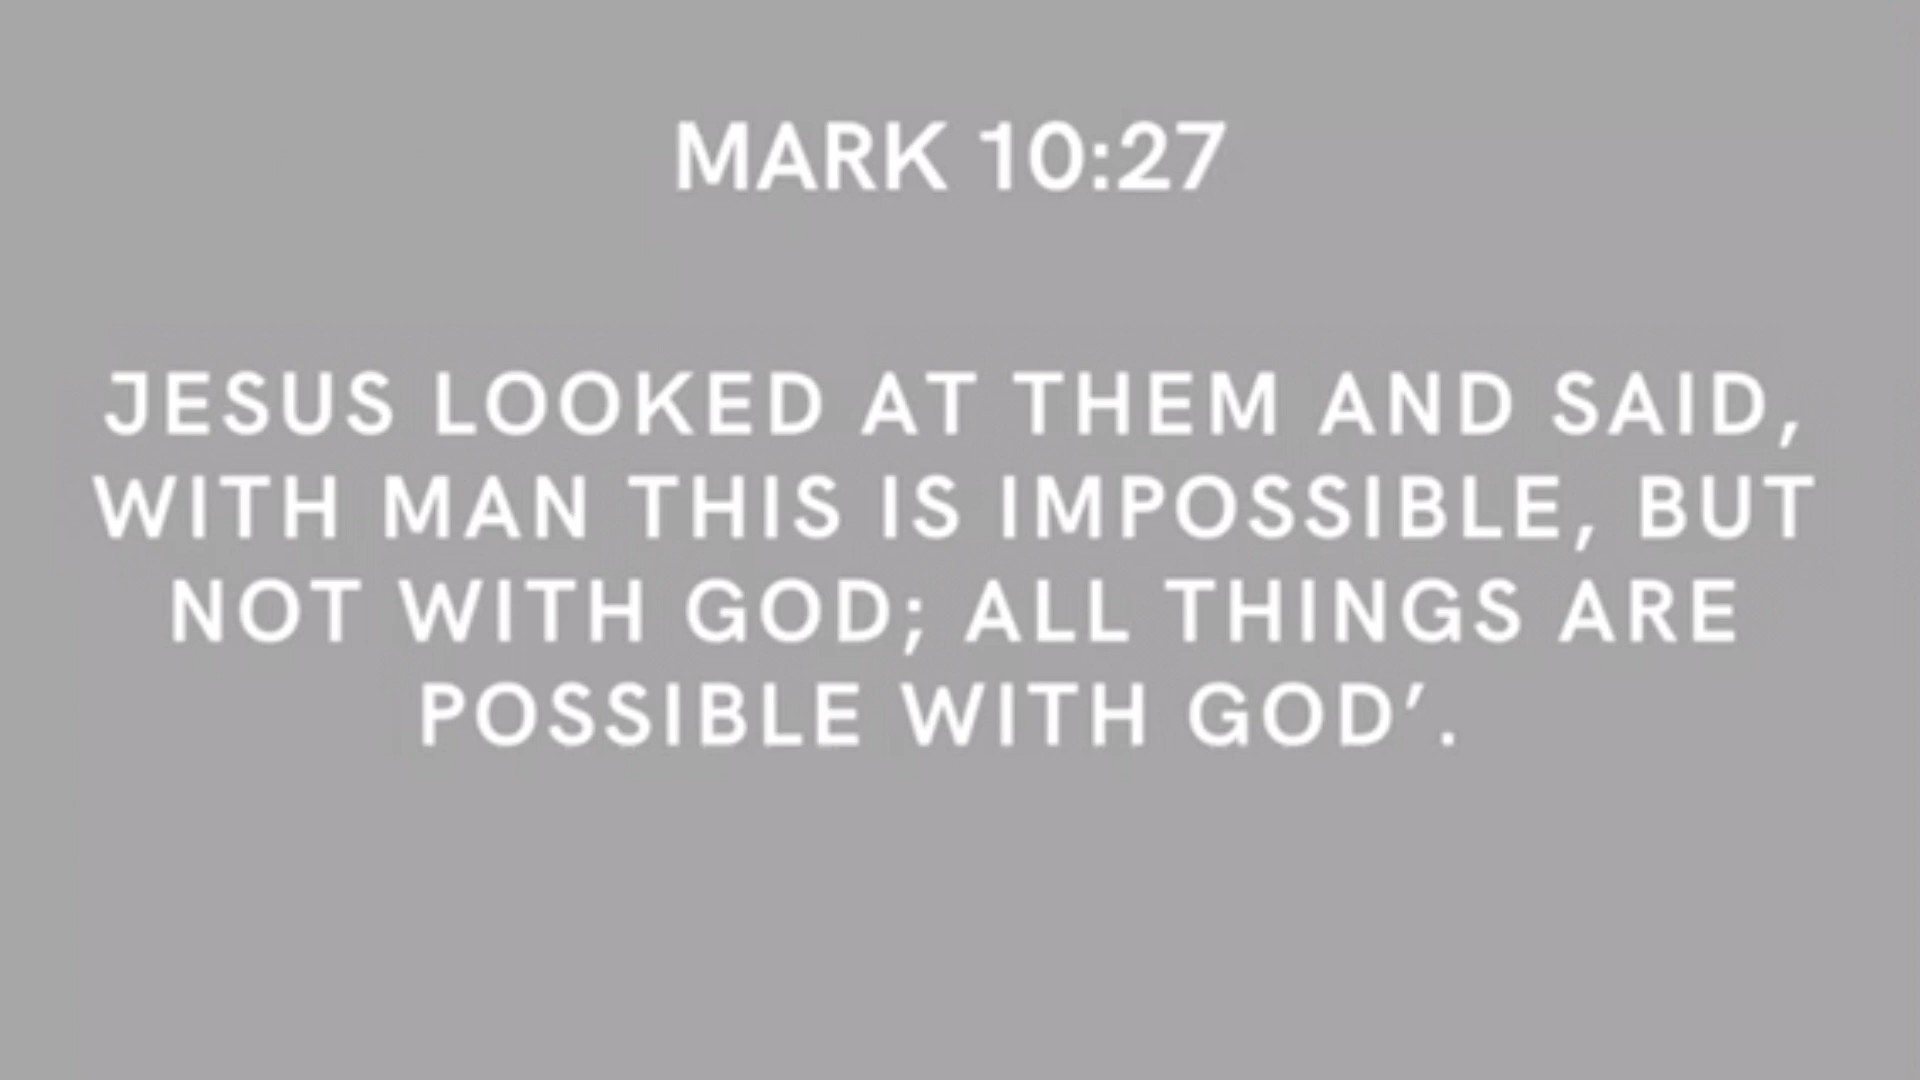 MARK 10:27
JESUS LOOKED AT THEM AND SAID,
WITH MAN THIS IS IMPOSSIBLE, BUT
NOT WITH GOD; ALL THINGS ARE
POSSIBLE WITH GOD’.